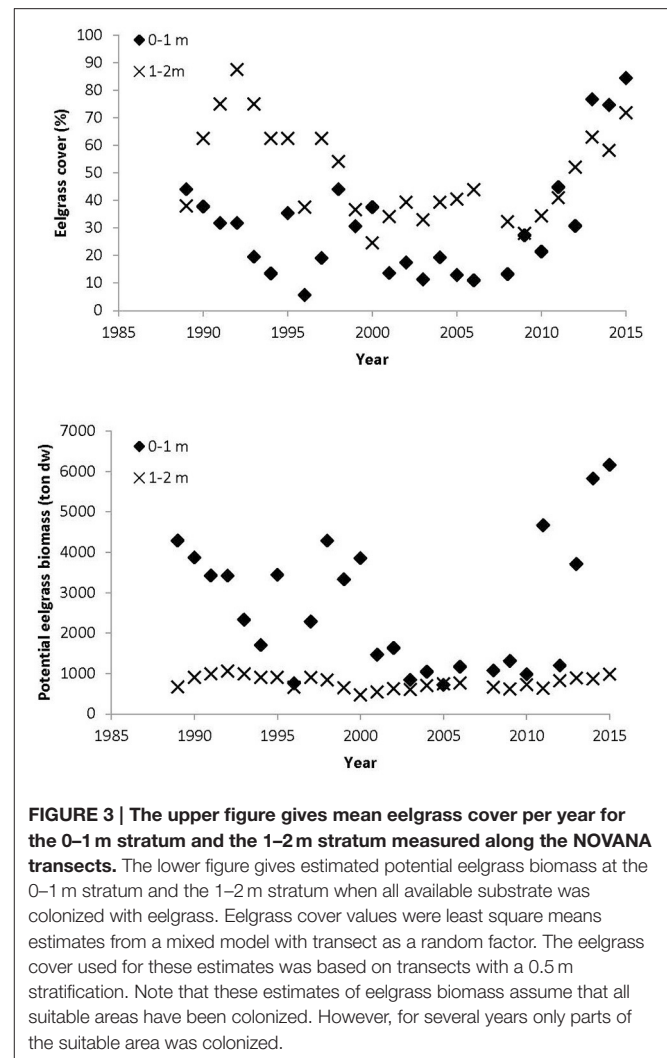 100
90
80
70
60
50
40
30
20
10
0
Eelgrass cover (%)
0-1 m
1-2m
1985 1990 1995 2000 2005 2010 2015
Year
7000
6000
5000
4000
3000
2000
1000
0
Potential eelgrass biomass (ton dw)
0-1 m
1-2 m
1985 1990 1995 2000 2005 2010 2015
Year
FIGURE 3 | The upper figure gives mean eelgrass cover per year for
the 0–1 m stratum and the 1–2 m stratum measured along the NOVANA
transects. The lower figure gives estimated potential eelgrass biomass at the
0–1 m stratum and the 1–2 m stratum when all available substrate was
colonized with eelgrass. Eelgrass cover values were least square means
estimates from a mixed model with transect as a random factor. The eelgrass
cover used for these estimates was based on transects with a 0.5 m
stratification. Note that these estimates of eelgrass biomass assume that all
suitable areas have been colonized. However, for several years only parts of
the suitable area was colonized.